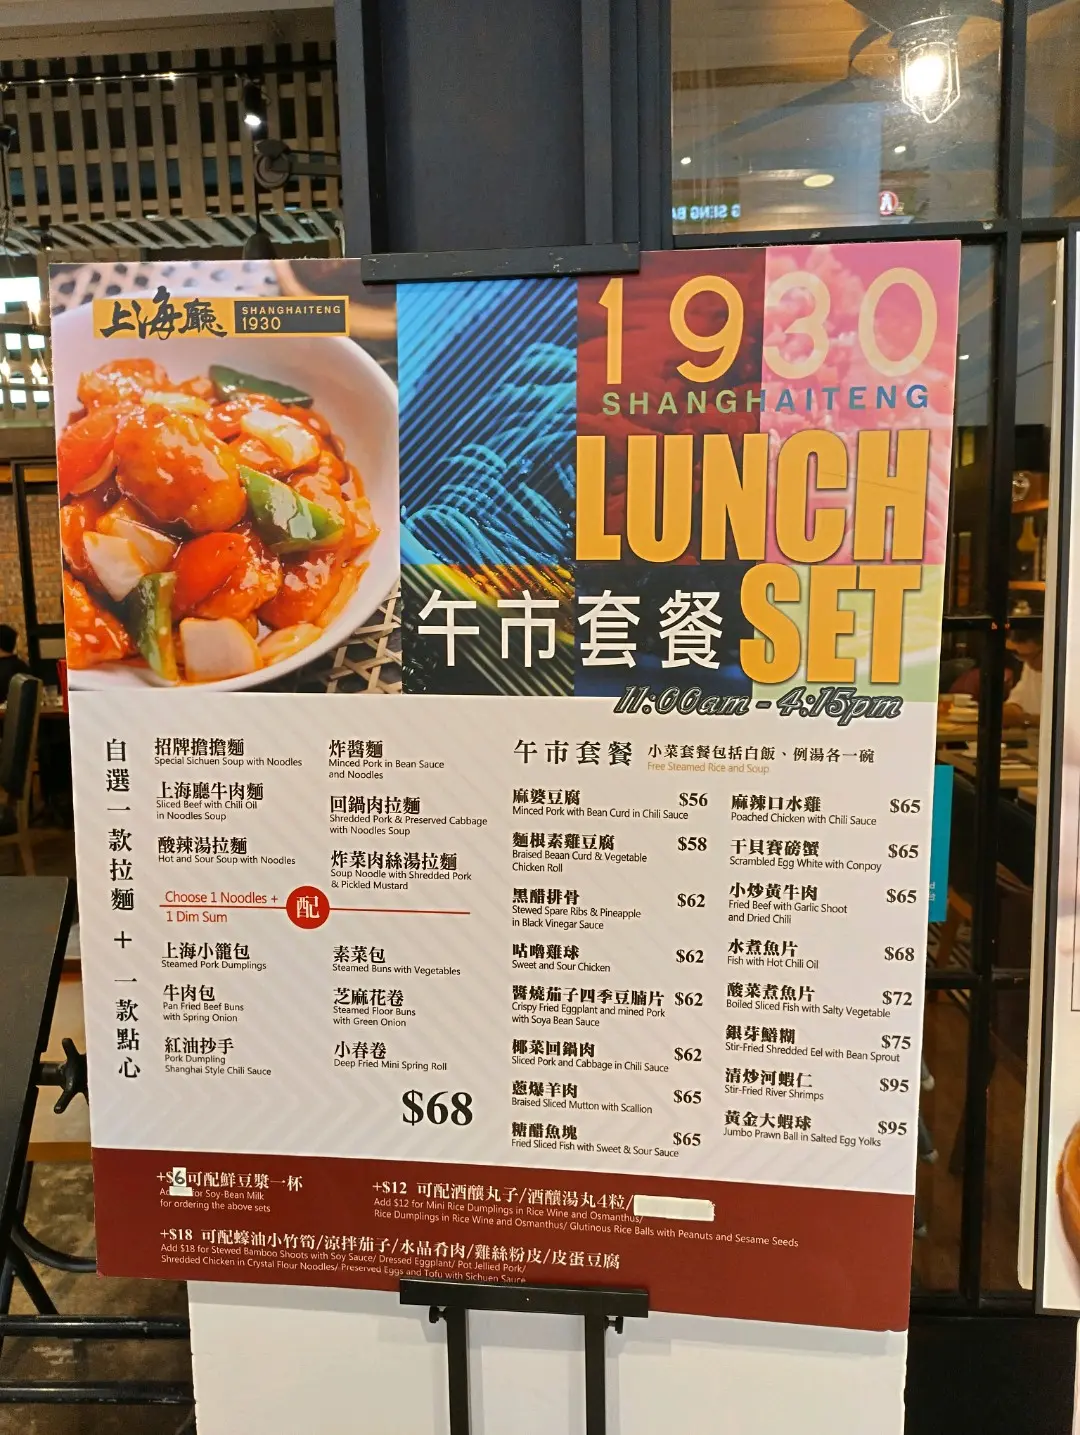 上海廳
SHANGHAITENG
1930
1930
SHANGHAITENG
LUNCH
SET
午市套餐
11:00am - 4:15pm
自選一款拉麵 + 一款點心
招牌擔擔麵
Special Sichuen Soup with Noodles
上海廳牛肉麵
Sliced Beef with Chili Oil
in Noodles Soup
酸辣湯拉麵
Hot and Sour Soup with Noodles
炸醬麵
Minced Pork in Bean Sauce
and Noodles
回鍋肉拉麵
Shredded Pork & Preserved Cabbage
with Noodles Soup
炸菜肉絲湯拉麵
Soup Noodle with Shredded Pork
& Pickled Mustard
Choose 1 Noodles +
1 Dim Sum
配
上海小籠包
Steamed Pork Dumplings
牛肉包
Pan Fried Beef Buns
with Spring Onion
紅油抄手
Pork Dumpling
Shanghai Style Chili Sauce
素菜包
Steamed Buns with Vegetables
芝麻花卷
Steamed Floor Buns
with Green Onion
小春卷
Deep Fried Mini Spring Roll
$68
午市套餐 小菜套餐包括白飯、例湯各一碗
Free Steamed Rice and Soup
麻婆豆腐 $56
Minced Pork with Bean Curd in Chili Sauce
麵根素雞豆腐 $58
Braised Beaan Curd & Vegetable
Chicken Roll
黑醋排骨 $62
Stewed Spare Ribs & Pineapple
in Black Vinegar Sauce
咕嚕雞球 $62
Sweet and Sour Chicken
醬燒茄子四季豆腩片 $62
Crispy Fried Eggplant and mined Pork
with Soya Bean Sauce
椰菜回鍋肉 $62
Sliced Pork and Cabbage in Chili Sauce
蔥爆羊肉 $65
Braised Sliced Mutton with Scallion
糖醋魚塊 $65
Fried Sliced Fish with Sweet & Sour Sauce
麻辣口水雞 $65
Poached Chicken with Chili Sauce
干貝賽磅蟹 $65
Scrambled Egg White with Conpoy
小炒黃牛肉 $65
Fried Beef with Garlic Shoot
and Dried Chili
水煮魚片 $68
Fish with Hot Chili Oil
酸菜煮魚片 $72
Boiled Sliced Fish with Salty Vegetable
銀芽鱔糊 $75
Stir-Fried Shredded Eel with Bean Sprout
清炒河蝦仁 $95
Stir-Fried River Shrimps
黃金大蝦球 $95
Jumbo Prawn Ball in Salted Egg Yolks
+$6可配鮮豆漿一杯
for Soy-Bean Milk
for ordering the above sets
+$12 可配酒釀丸子/酒釀湯丸4粒/
Add $12 for Mini Rice Dumplings in Rice Wine and Osmanthus/
Rice Dumplings in Rice Wine and Osmanthus/ Glutinous Rice Balls with Peanuts and Sesame Seeds
+$18 可配蠔油小竹筍/涼拌茄子/水晶肴肉/雞絲粉皮/皮蛋豆腐
Add $18 for Stewed Bamboo Shoots with Soy Sauce/ Dressed Eggplant/ Pot Jellied Pork/
Shredded Chicken in Crystal Flour Noodles/ Preserved Eggs and Tofu with Sichuen Sauce